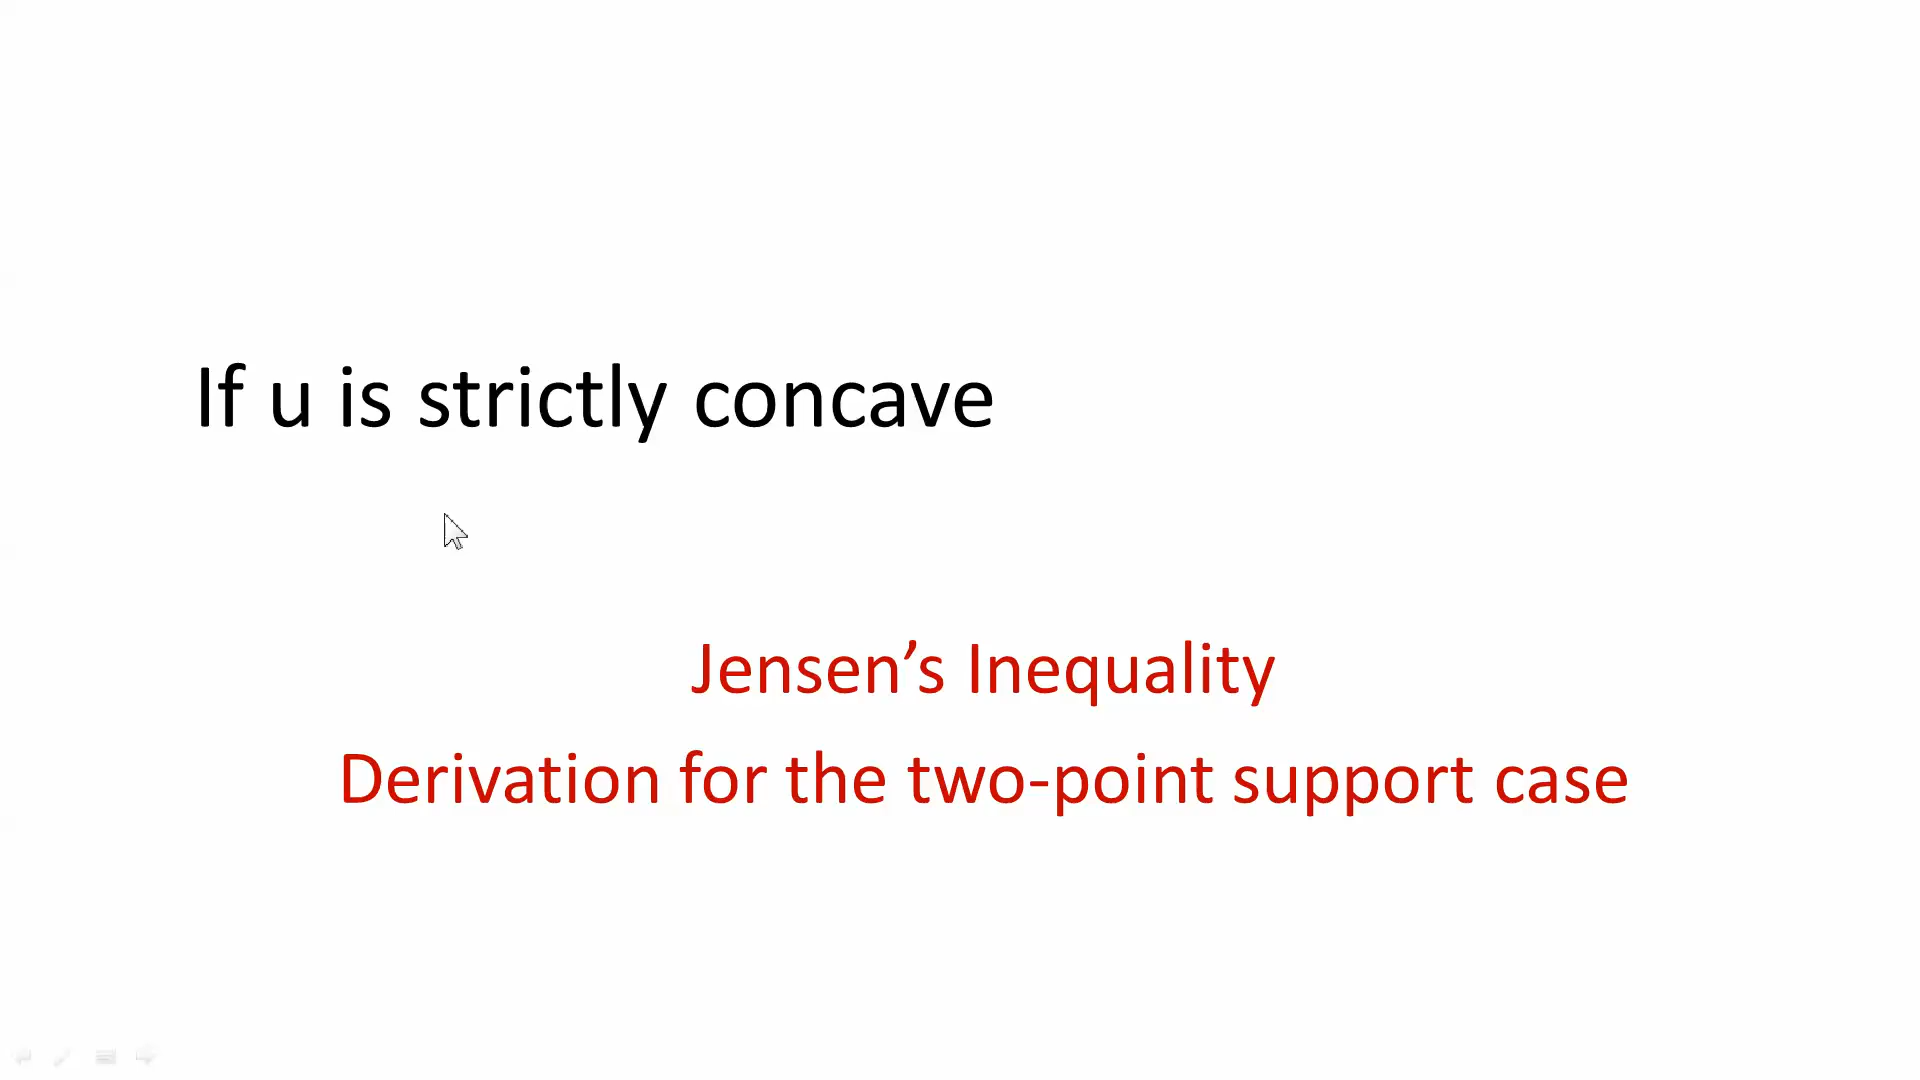 If u is strictly concave
Jensen’s Inequality
Derivation for the two-point support case